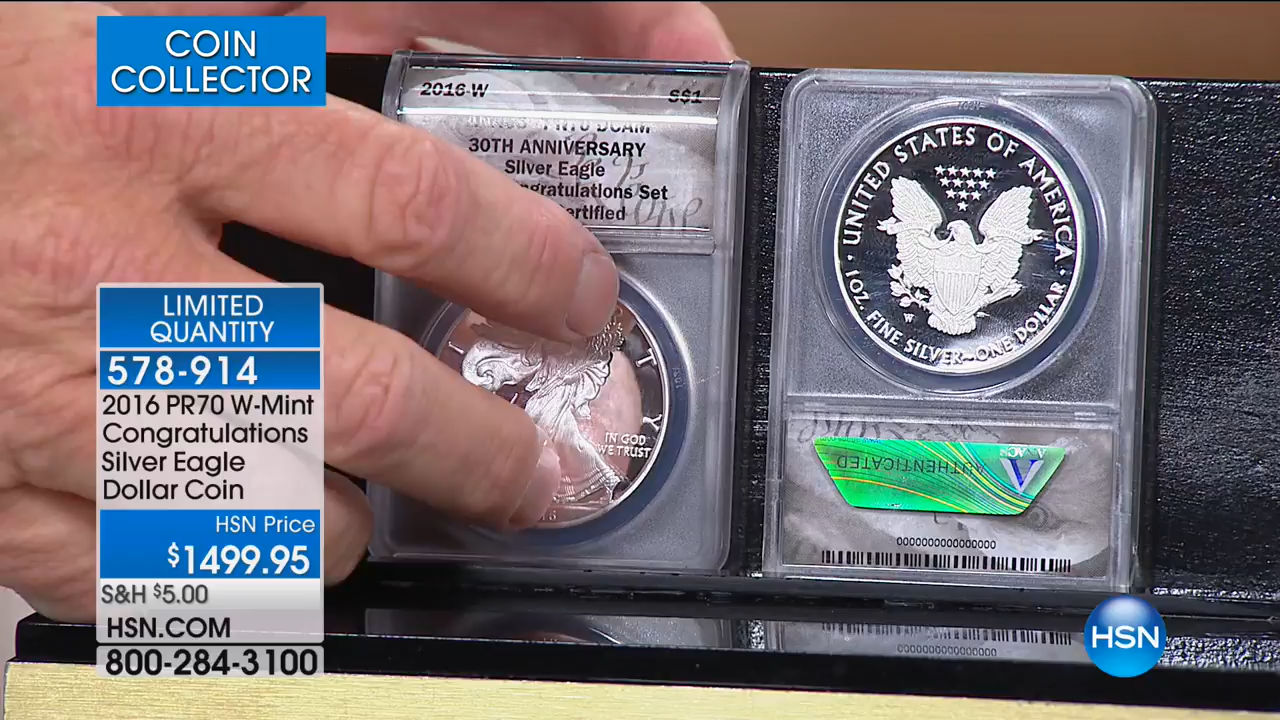 COIN
COLLECTOR
2016-W S$1
30TH ANNIVERSARY
Silver Eagle
Set
IN GOD
WE TRUST
UNITED STATES OF AMERICA
1 OZ. FINE SILVER~ONE DOLLAR
W
AUTHENTICATED
0000000000000000
LIMITED
QUANTITY
578-914
2016 PR70 W-Mint
Congratulations
Silver Eagle
Dollar Coin
HSN Price
$1499.95
S&H $5.00
HSN.COM
800-284-3100
HSN